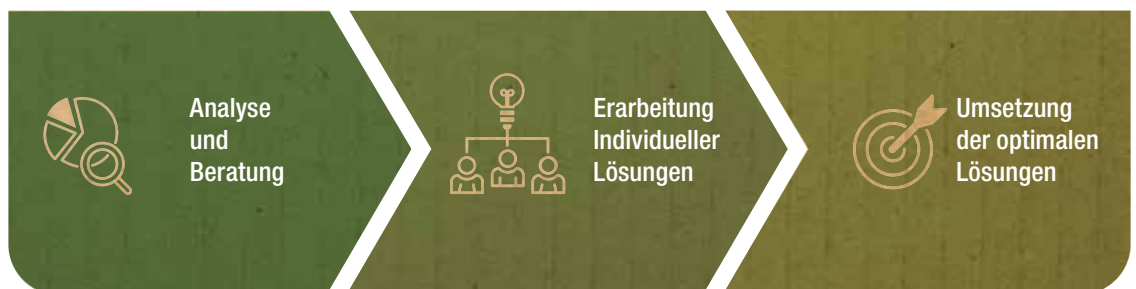 Analyse
und
Beratung
Erarbeitung
Individueller
Lösungen
Umsetzung
der optimalen
Lösungen